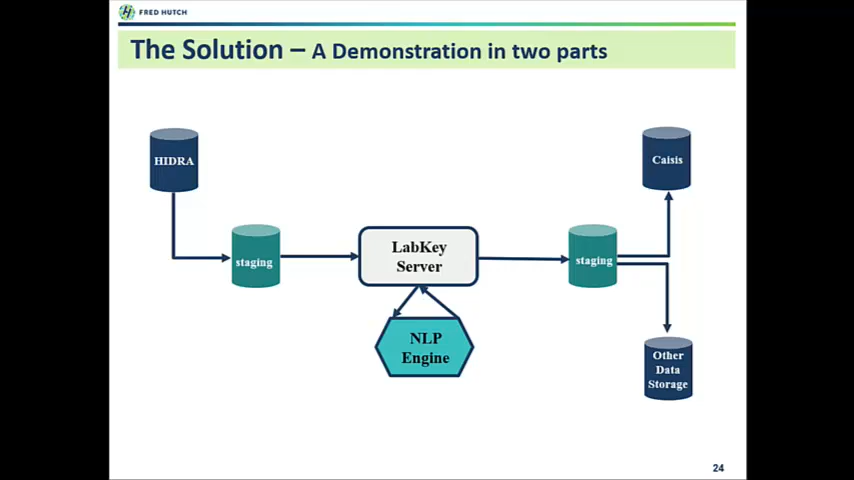 FRED HUTCH
The Solution – A Demonstration in two parts
HIDRA
Caisis
staging
LabKey
Server
staging
NLP
Engine
Other
Data
Storage
24